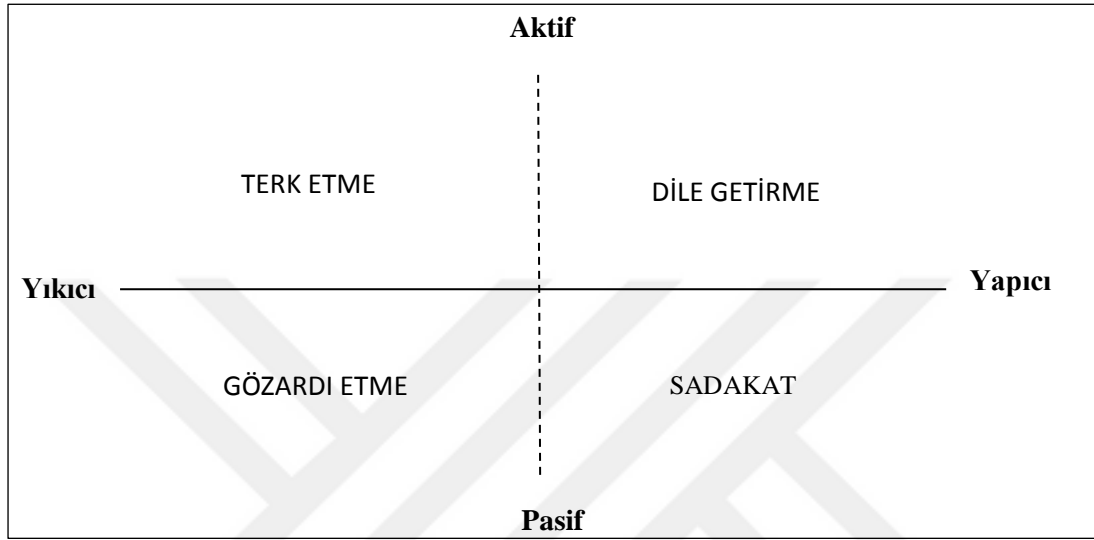 Aktif
TERK ETME
DİLE GETİRME
Yıkıcı
Yapıcı
GÖZARDI ETME
SADAKAT
Pasif